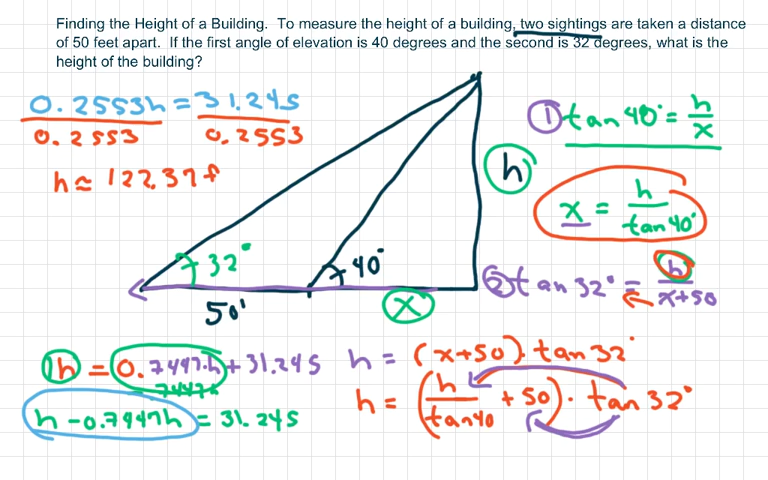 Finding the Height of a Building. To measure the height of a building, two sightings are taken a distance
of 50 feet apart. If the first angle of elevation is 40 degrees and the second is 32 degrees, what is the
height of the building?
0.2553h = 31.245
0.2553 0.2553
h ≈ 122.37 f
① tan 40° = h/x
h
x = h/tan 40°
32°
40°
50'
x
② tan 32° = h/x+50
1h = 0.7447·h + 31.245
-.7447h
h - 0.7447h = 31.245
h = (x+50)·tan 32°
h = (h/tan 40 + 50)·tan 32°